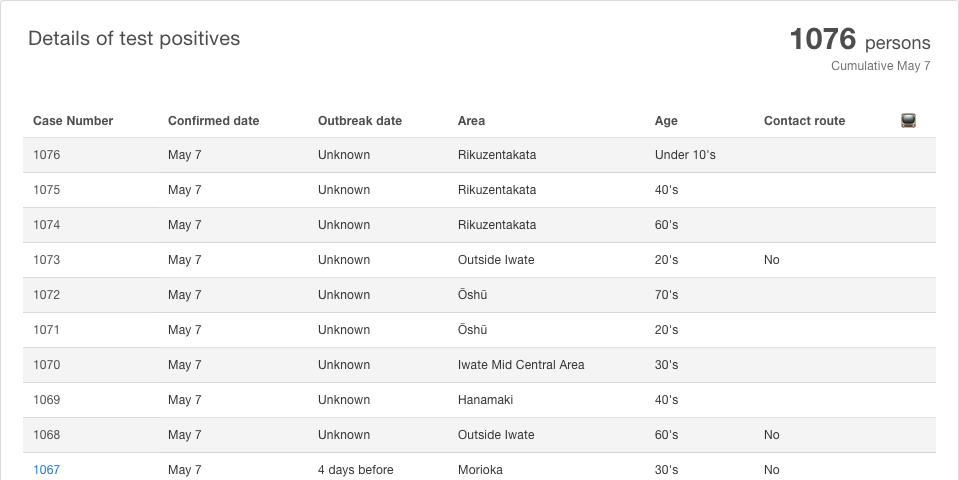 Details of test positives
1076 persons
Cumulative May 7
Case Number Confirmed date Outbreak date Area Age Contact route
1076 May 7 Unknown Rikuzentakata Under 10's
1075 May 7 Unknown Rikuzentakata 40's
1074 May 7 Unknown Rikuzentakata 60's
1073 May 7 Unknown Outside Iwate 20's No
1072 May 7 Unknown Ōshū 70's
1071 May 7 Unknown Ōshū 20's
1070 May 7 Unknown Iwate Mid Central Area 30's
1069 May 7 Unknown Hanamaki 40's
1068 May 7 Unknown Outside Iwate 60's No
1067 May 7 4 days before Morioka 30's No